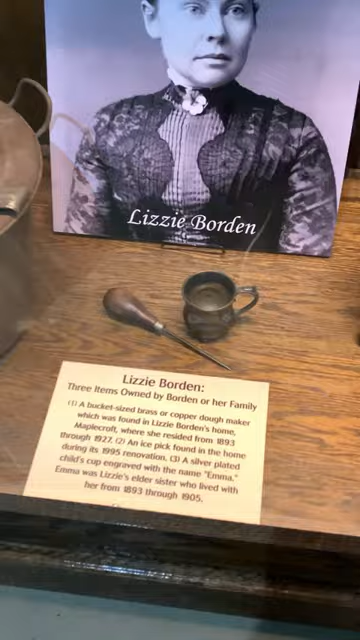 Lizzie Borden
Lizzie Borden:
Three Items Owned by Borden or her Family
(1) A bucket-sized brass or copper dough maker
which was found in Lizzie Borden's home,
Maplecroft, where she resided from 1893
through 1927. (2) An ice pick found in the home
during its 1995 renovation. (3) A silver plated
child's cup engraved with the name "Emma."
Emma was Lizzie's elder sister who lived with
her from 1893 through 1905.